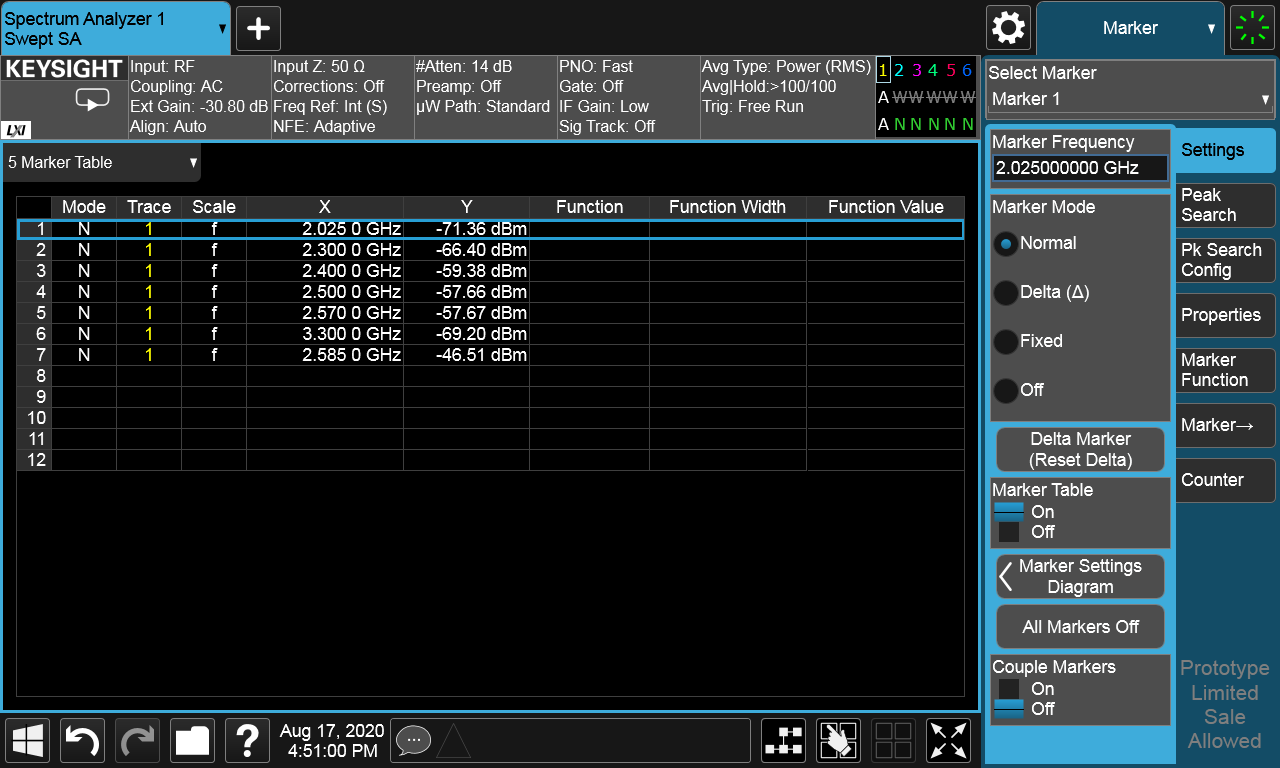 Spectrum Analyzer 1
Swept SA
Marker
KEYSIGHT
LXI
Input: RF
Coupling: AC
Ext Gain: -30.80 dB
Align: Auto
Input Z: 50 Ω
Corrections: Off
Freq Ref: Int (S)
NFE: Adaptive
#Atten: 14 dB
Preamp: Off
µW Path: Standard
PNO: Fast
Gate: Off
IF Gain: Low
Sig Track: Off
Avg Type: Power (RMS)
Avg|Hold:>100/100
Trig: Free Run
1 2 3 4 5 6
A W W W W W
A N N N N N
Select Marker
Marker 1
5 Marker Table
Mode Trace Scale X Y Function Function Width Function Value
1 N 1 f 2.025 0 GHz -71.36 dBm
2 N 1 f 2.300 0 GHz -66.40 dBm
3 N 1 f 2.400 0 GHz -59.38 dBm
4 N 1 f 2.500 0 GHz -57.66 dBm
5 N 1 f 2.570 0 GHz -57.67 dBm
6 N 1 f 3.300 0 GHz -69.20 dBm
7 N 1 f 2.585 0 GHz -46.51 dBm
8
9
10
11
12
Marker Frequency
2.025000000 GHz
Marker Mode
Normal
Delta (Δ)
Fixed
Off
Delta Marker
(Reset Delta)
Marker Table
On
Off
Marker Settings
Diagram
All Markers Off
Couple Markers
On
Off
Settings
Peak
Search
Pk Search
Config
Properties
Marker
Function
Marker→
Counter
Prototype
Limited
Sale
Allowed
?
Aug 17, 2020
4:51:00 PM